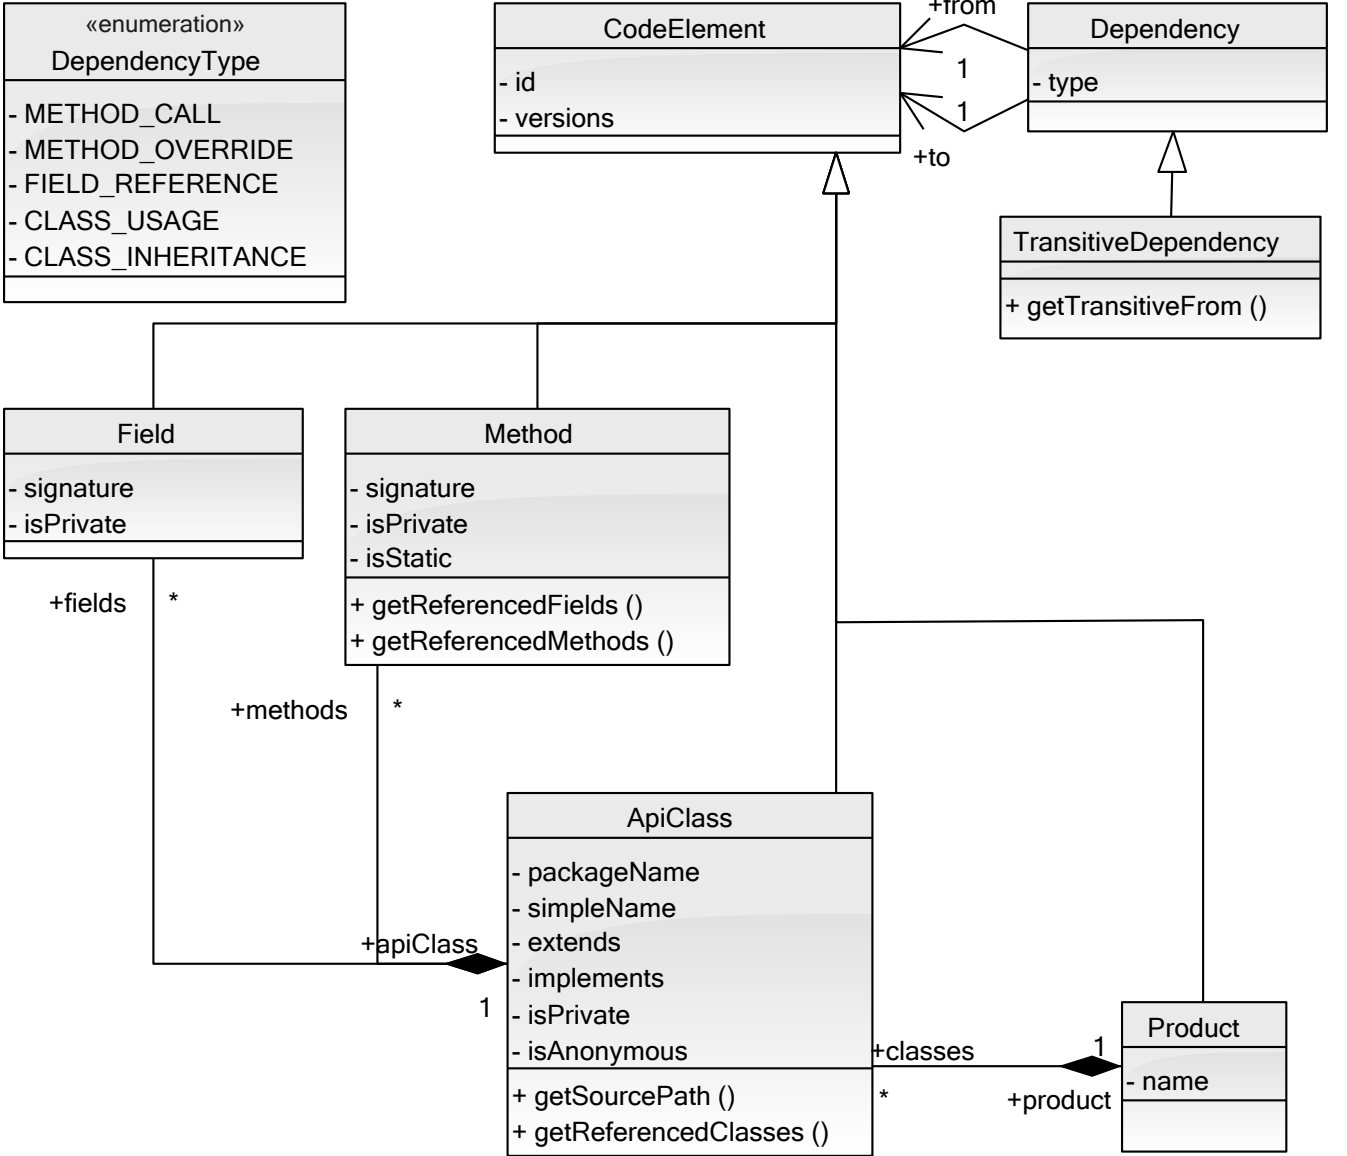 «enumeration»
DependencyType
- METHOD_CALL
- METHOD_OVERRIDE
- FIELD_REFERENCE
- CLASS_USAGE
- CLASS_INHERITANCE
CodeElement
- id
- versions
+from
1
1
+to
Dependency
- type
TransitiveDependency
+ getTransitiveFrom ()
Field
- signature
- isPrivate
Method
- signature
- isPrivate
- isStatic
+ getReferencedFields ()
+ getReferencedMethods ()
+fields
*
+methods
*
+apiClass
1
ApiClass
- packageName
- simpleName
- extends
- implements
- isPrivate
- isAnonymous
+ getSourcePath ()
+ getReferencedClasses ()
+classes
*
1
+product
Product
- name